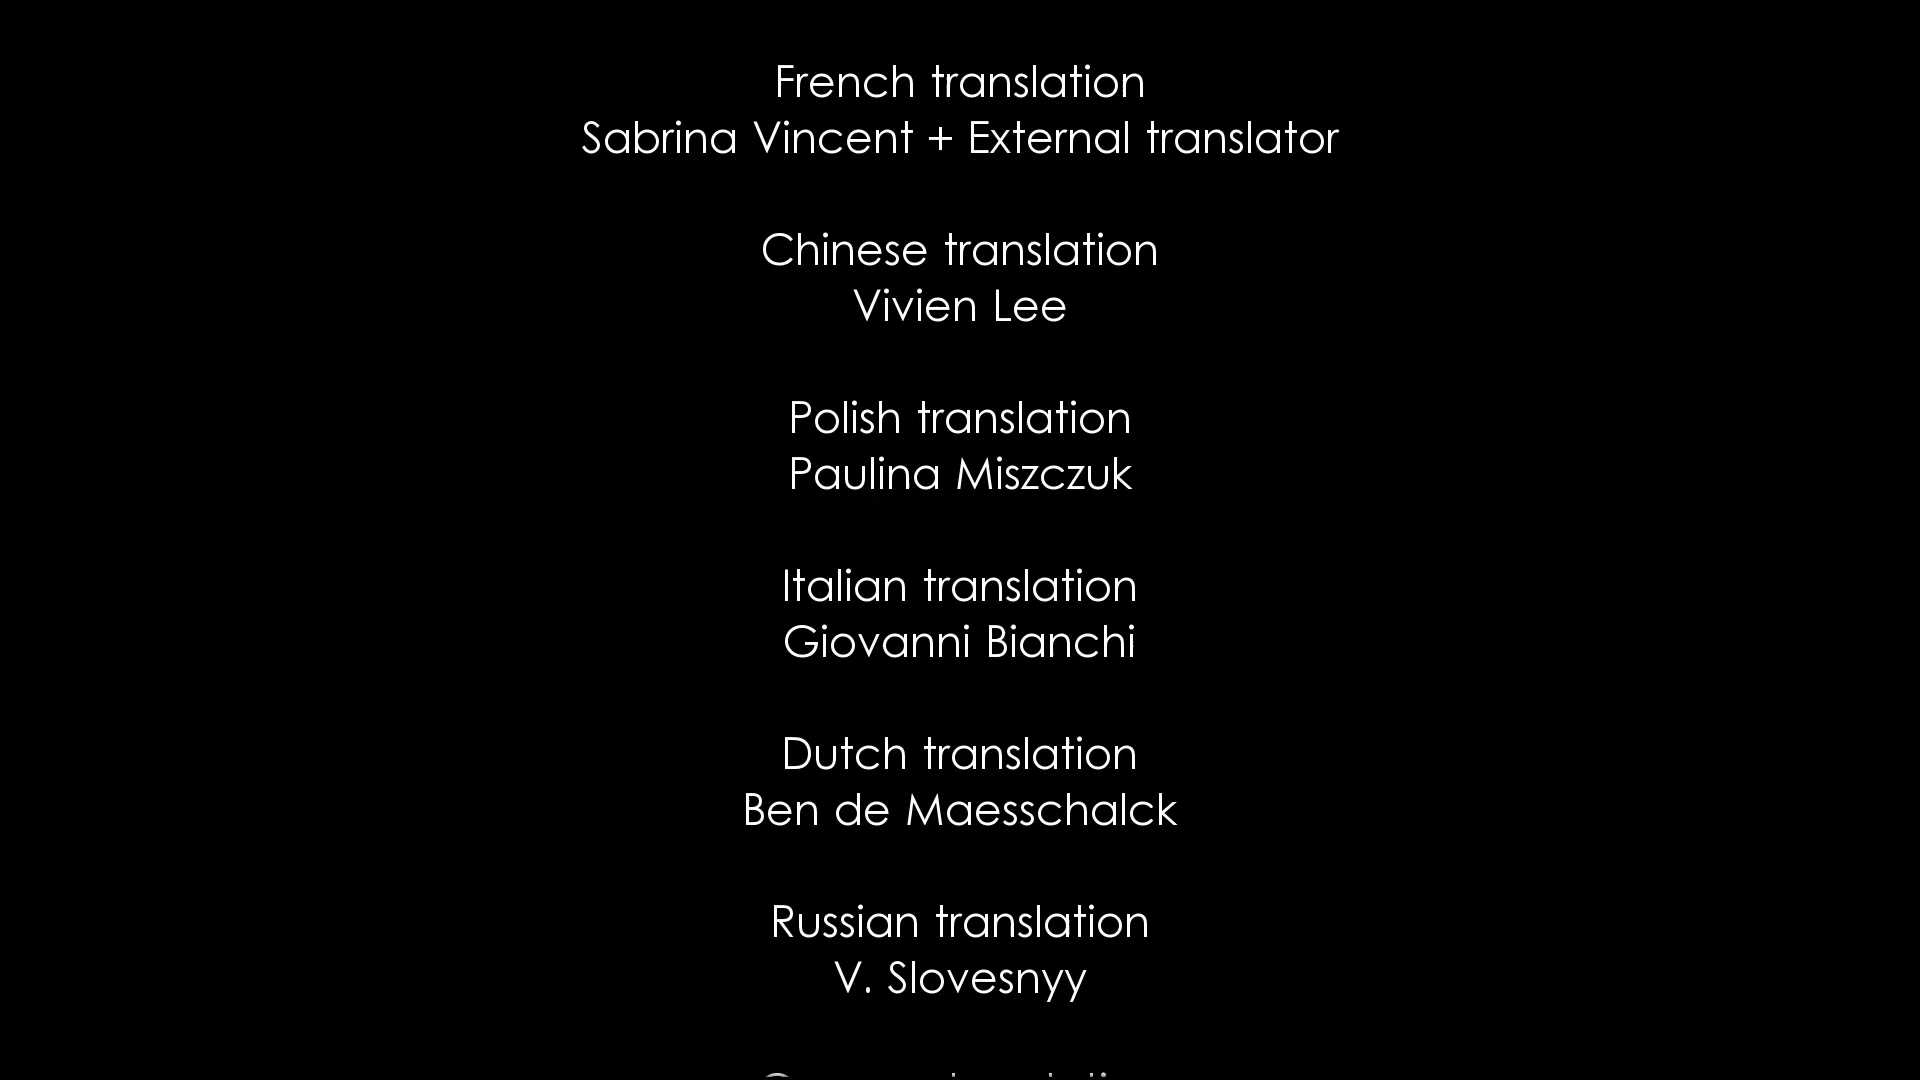 French translation
Sabrina Vincent + External translator
Chinese translation
Vivien Lee
Polish translation
Paulina Miszczuk
Italian translation
Giovanni Bianchi
Dutch translation
Ben de Maesschalck
Russian translation
V. Slovesnyy